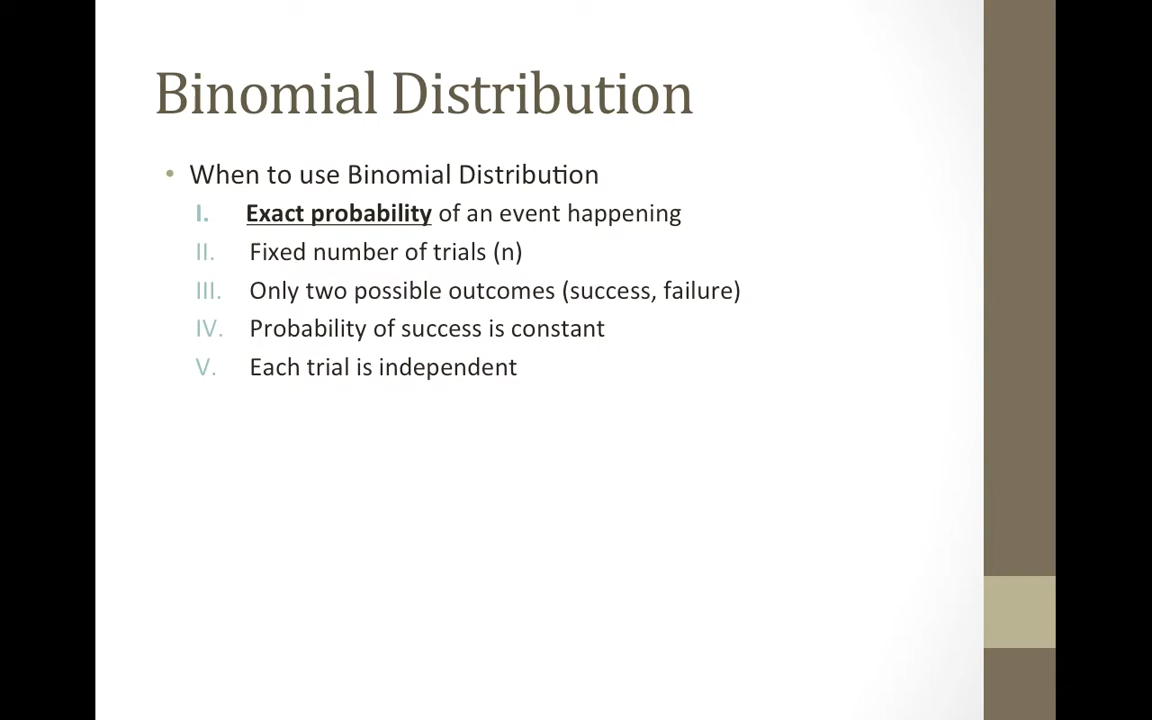 Binomial Distribution
• When to use Binomial Distribution
I. Exact probability of an event happening
II. Fixed number of trials (n)
III. Only two possible outcomes (success, failure)
IV. Probability of success is constant
V. Each trial is independent